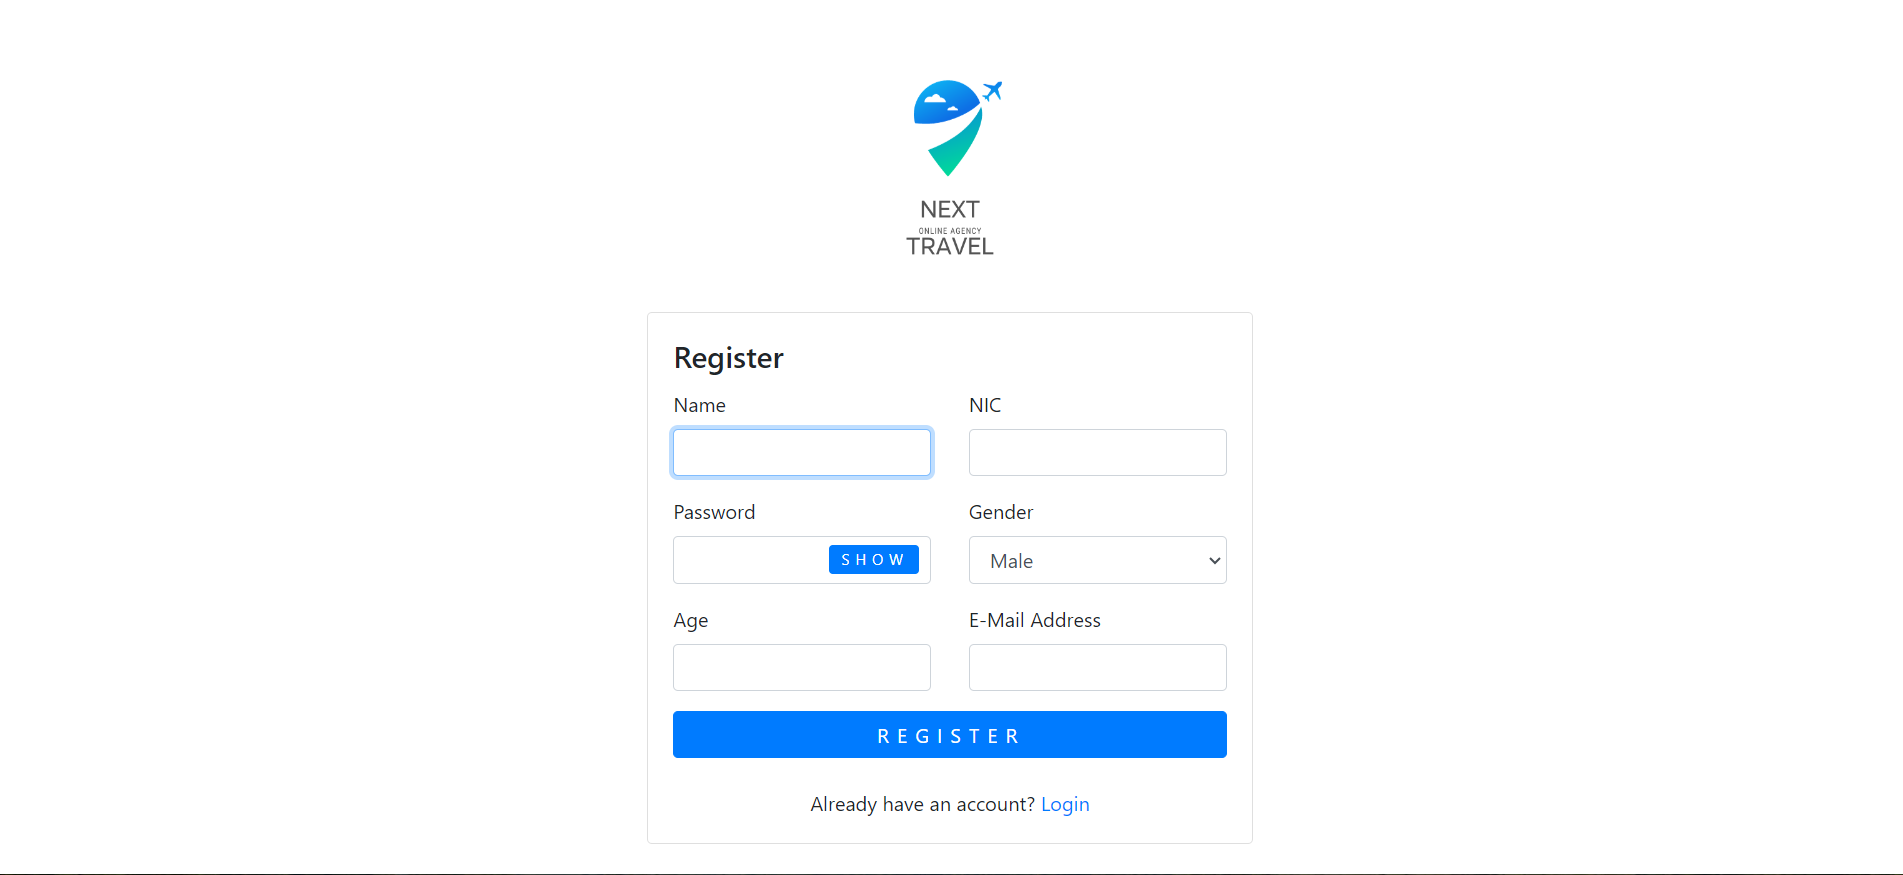 NEXT
ONLINE AGENCY
TRAVEL
Register
Name NIC
Password Gender
SHOW Male
Age E-Mail Address
REGISTER
Already have an account? Login